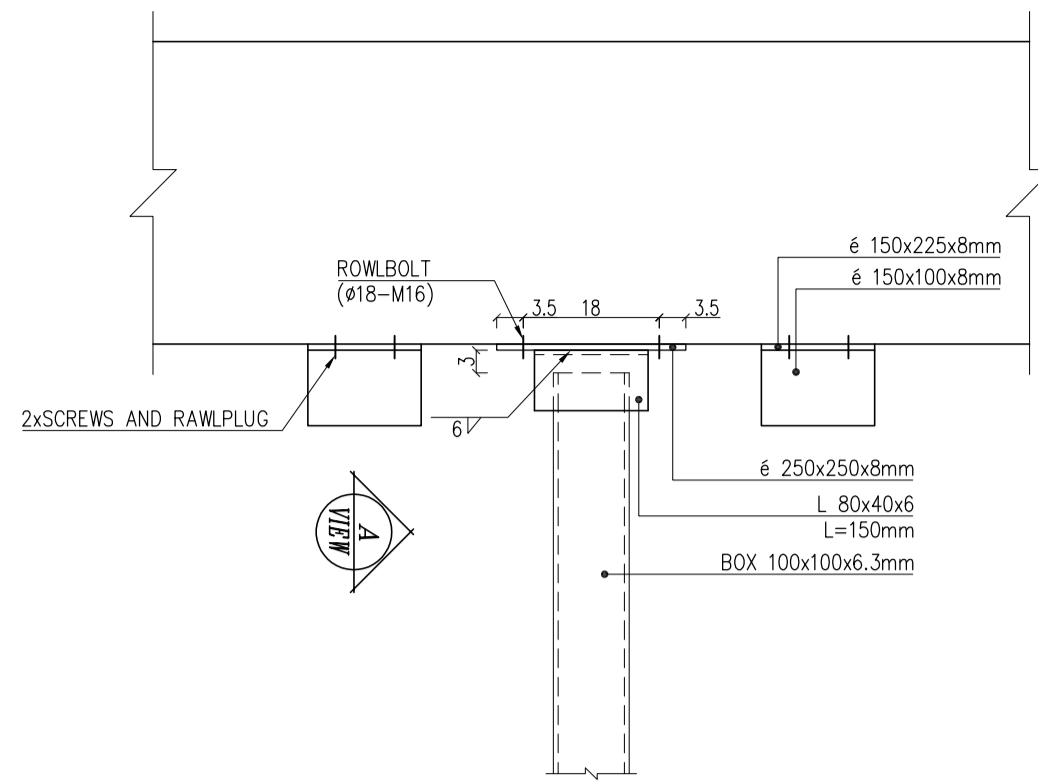 é 150x225x8mm
é 150x100x8mm
ROWLBOLT
(ø18-M16)
3.5 18 3.5
3
2xSCREWS AND RAWLPLUG
6
é 250x250x8mm
L 80x40x6
L=150mm
BOX 100x100x6.3mm
A
VIEW